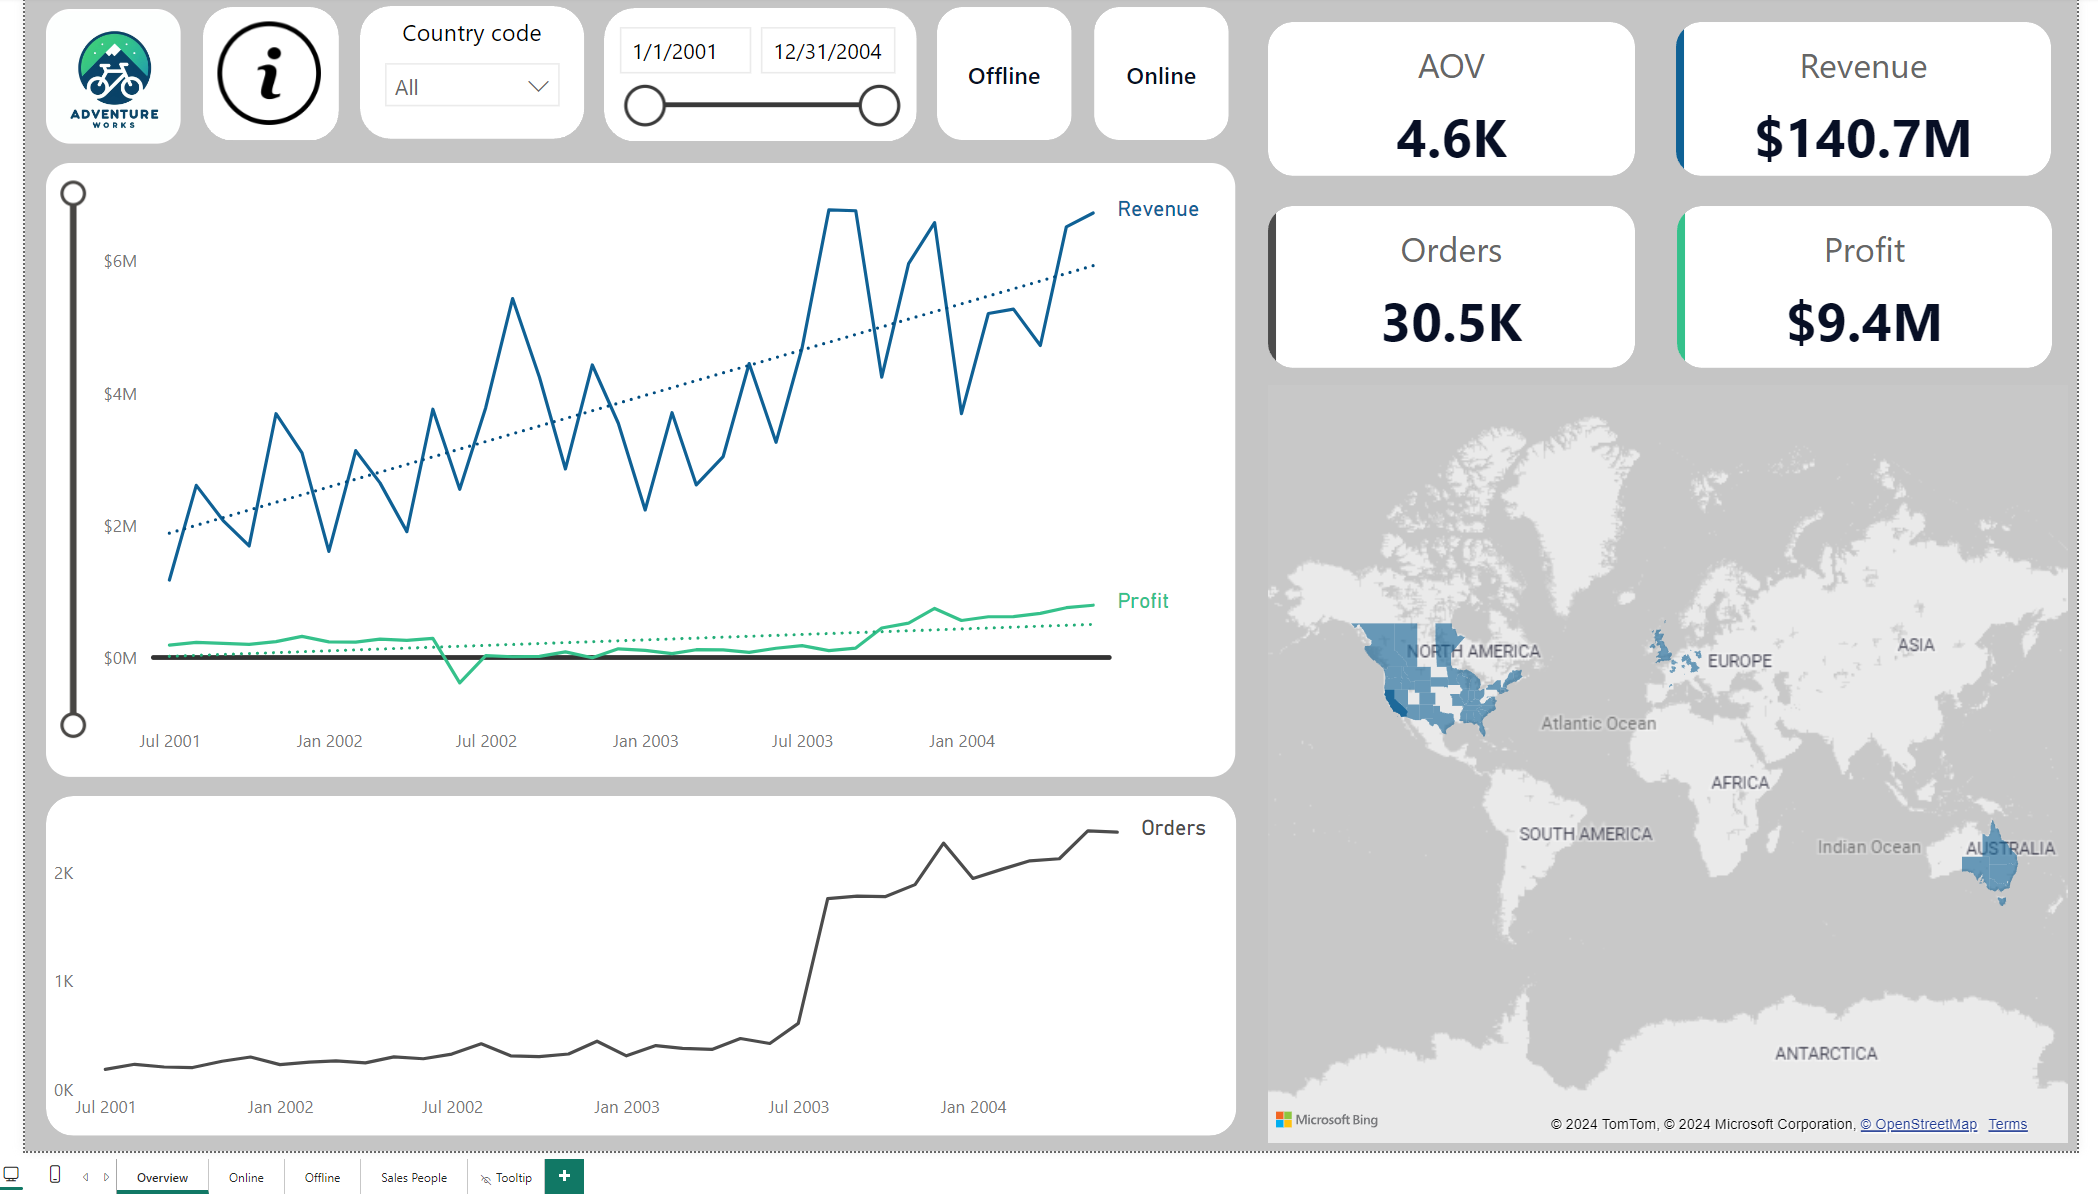 ADVENTURE
WORKS
i
Country code
All
1/1/2001
12/31/2004
Offline
Online
AOV
4.6K
Revenue
$140.7M
Orders
30.5K
Profit
$9.4M
Revenue
$6M
$4M
$2M
Profit
$0M
Jul 2001
Jan 2002
Jul 2002
Jan 2003
Jul 2003
Jan 2004
Orders
2K
1K
0K
Jul 2001
Jan 2002
Jul 2002
Jan 2003
Jul 2003
Jan 2004
NORTH AMERICA
EUROPE
ASIA
Atlantic Ocean
AFRICA
SOUTH AMERICA
Indian Ocean
AUSTRALIA
ANTARCTICA
Microsoft Bing
© 2024 TomTom, © 2024 Microsoft Corporation, © OpenStreetMap Terms
Overview
Online
Offline
Sales People
Tooltip
+